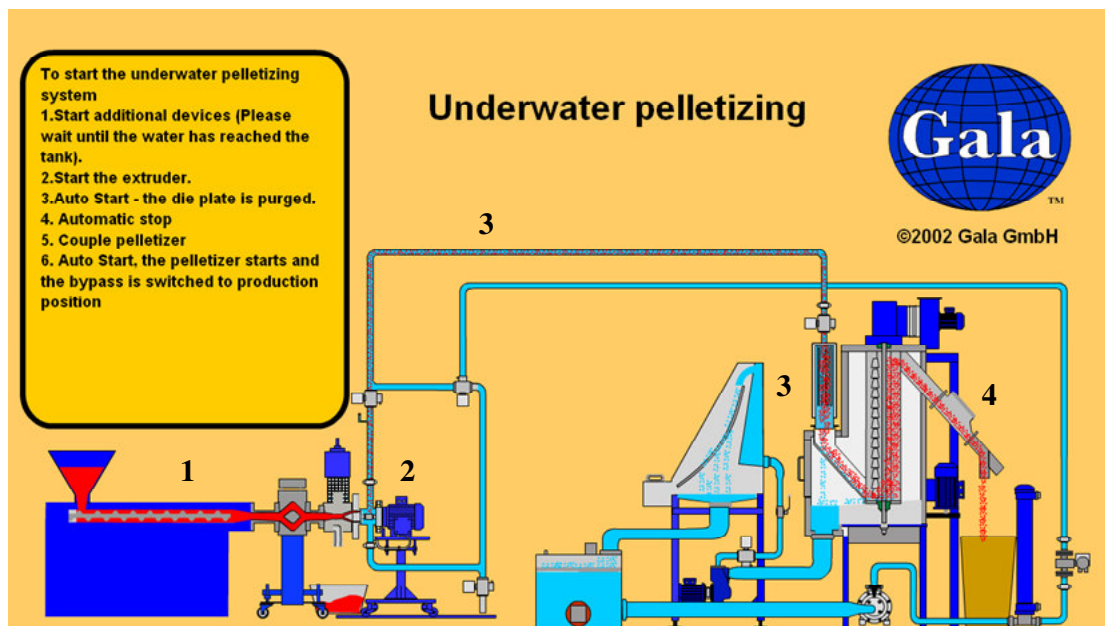 To start the underwater pelletizing
system
1.Start additional devices (Please
wait until the water has reached the
tank).
2.Start the extruder.
3.Auto Start - the die plate is purged.
4. Automatic stop
5. Couple pelletizer
6. Auto Start, the pelletizer starts and
the bypass is switched to production
position
Underwater pelletizing
Gala
TM
©2002 Gala GmbH
3
3
4
1
2